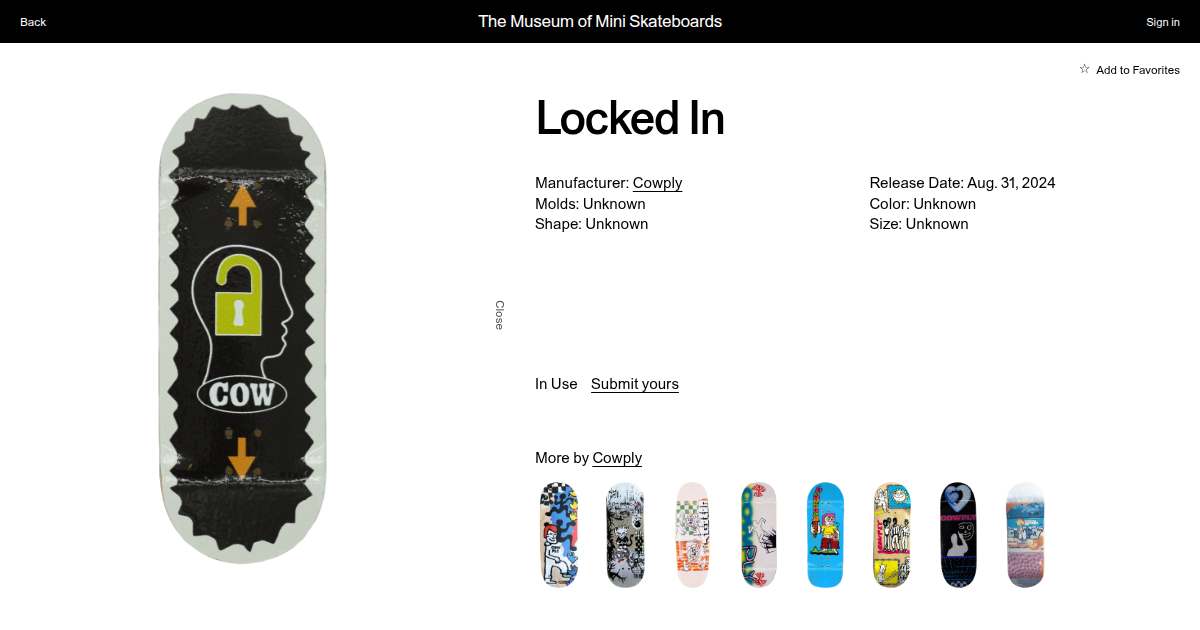 Back
The Museum of Mini Skateboards
Sign in
☆ Add to Favorites
Locked In
Manufacturer: Cowply
Molds: Unknown
Shape: Unknown
Release Date: Aug. 31, 2024
Color: Unknown
Size: Unknown
COW
Close
In Use Submit yours
More by Cowply
COWPLY